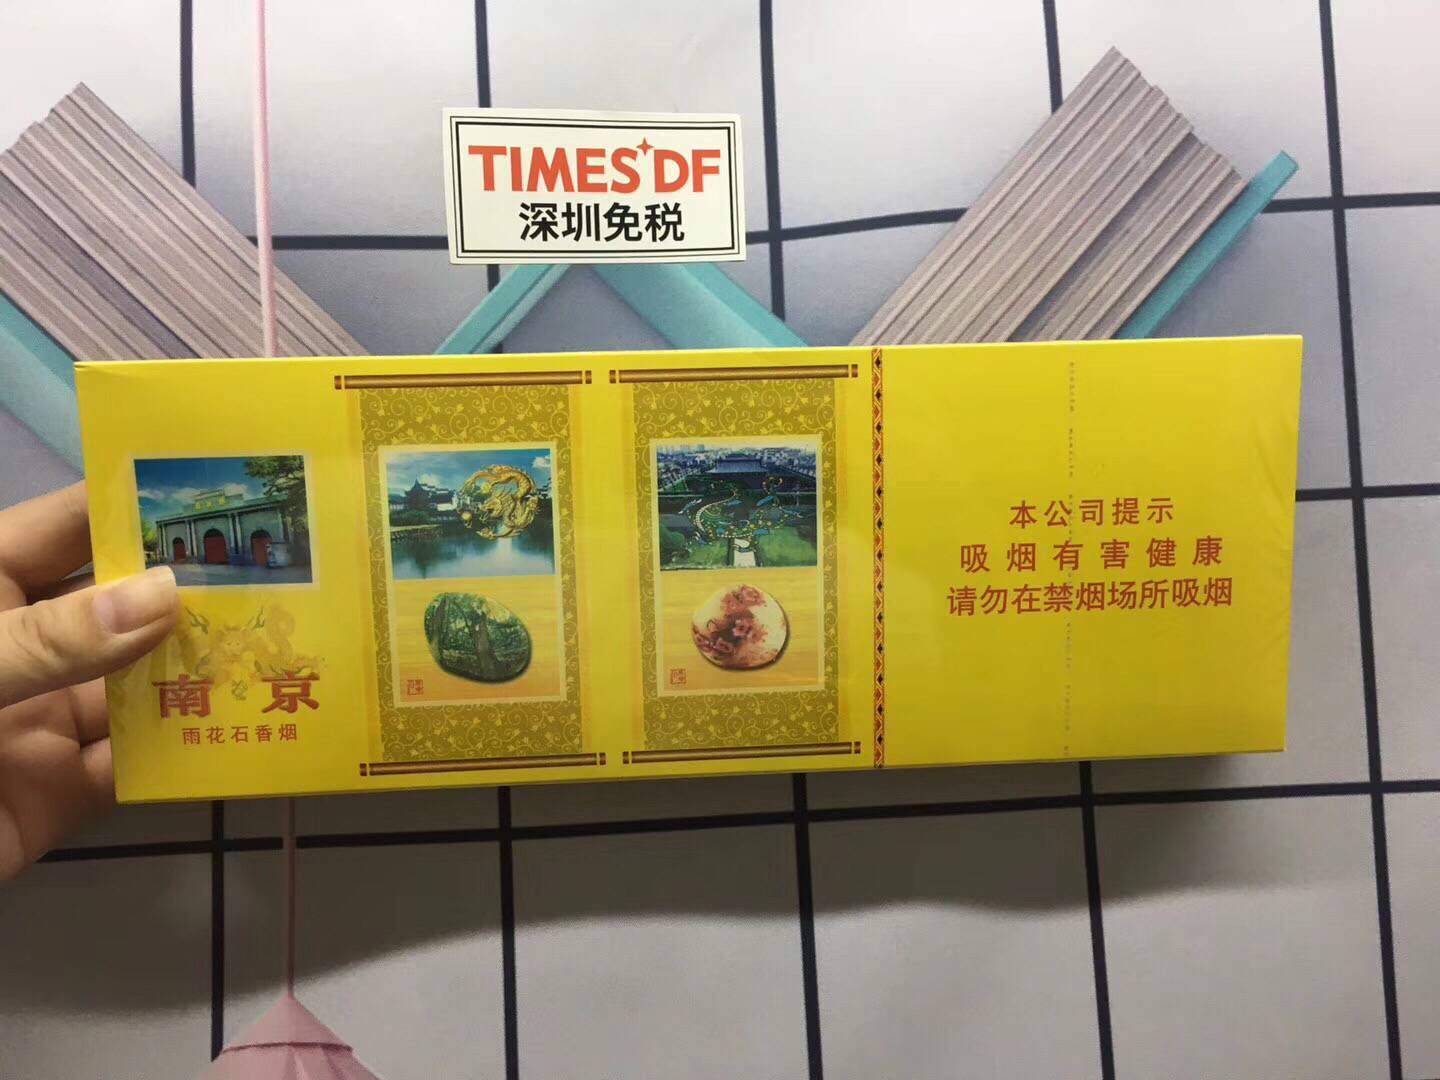 TIMES DF
深圳免税
南京
雨花石香烟
本公司提示
吸烟有害健康
请勿在禁烟场所吸烟